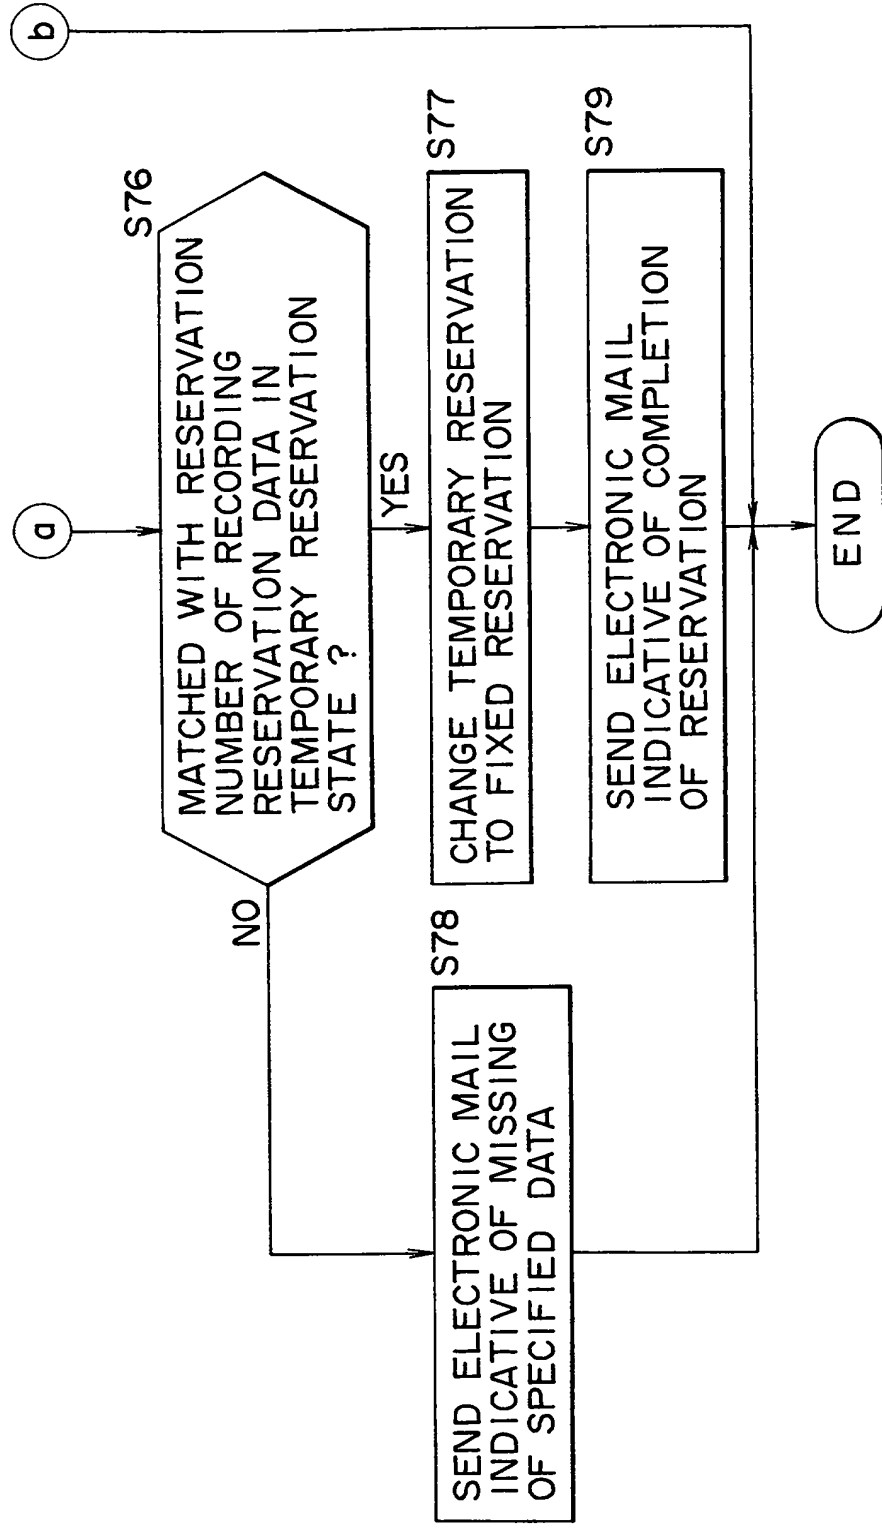 a
b
S76
MATCHED WITH RESERVATION
NUMBER OF RECORDING
RESERVATION DATA IN
TEMPORARY RESERVATION
STATE ?
NO
YES
S77
CHANGE TEMPORARY RESERVATION
TO FIXED RESERVATION
S78
SEND ELECTRONIC MAIL
INDICATIVE OF MISSING
OF SPECIFIED DATA
S79
SEND ELECTRONIC MAIL
INDICATIVE OF COMPLETION
OF RESERVATION
END